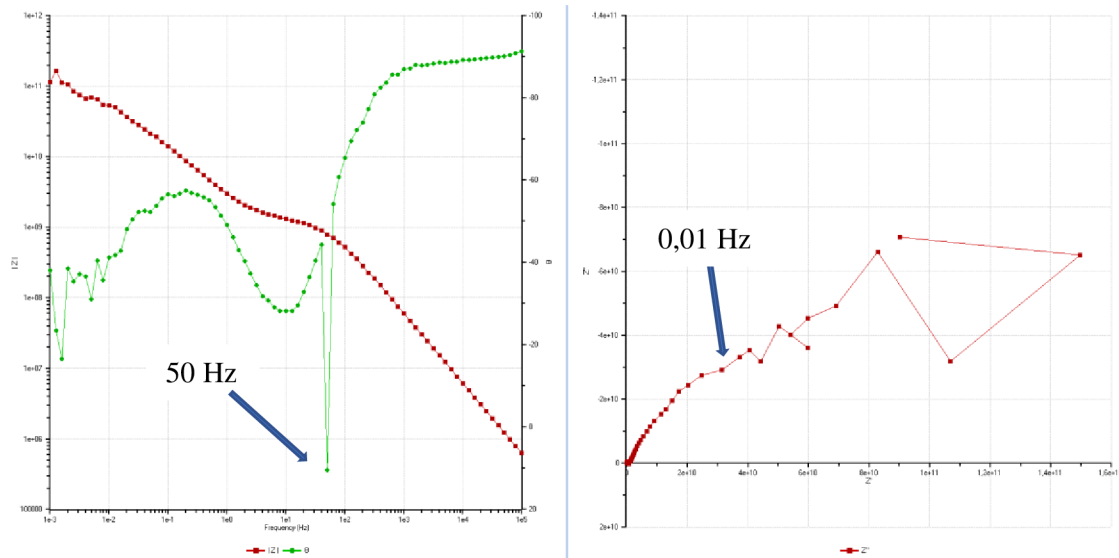 1e+12
1e+11
1e+10
1e+09
1e+08
1e+07
1e+06
100000
|Z|
1e-3
1e-2
1e-1
1e0
1e1
1e2
1e3
1e4
1e5
Frequency (Hz)
-100
-80
-60
-40
-20
0
20
θ
50 Hz
|Z|
θ
-1,4e+11
-1,2e+11
-1e+11
-8e+10
-6e+10
-4e+10
-2e+10
0
2e+10
Z''
0
2e+10
4e+10
6e+10
8e+10
1e+11
1,2e+11
1,4e+11
1,6e+11
Z'
0,01 Hz
Z''